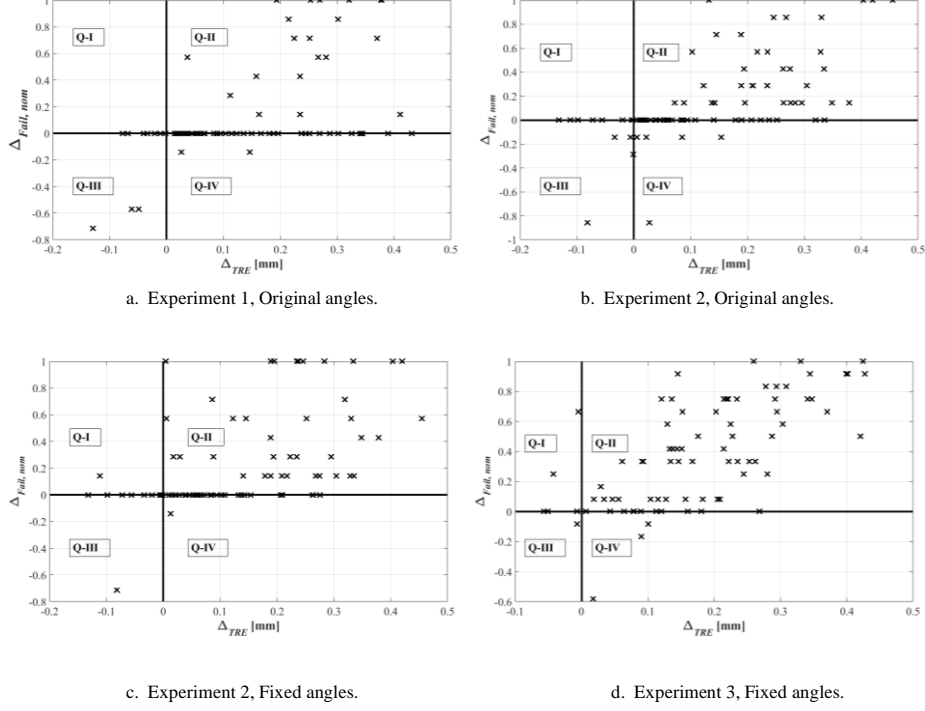 1
0.8
0.6
0.4
0.2
0
-0.2
-0.4
-0.6
-0.8
-0.2
-0.1
0
0.1
0.2
0.3
0.4
0.5
Q-I
Q-II
Q-III
Q-IV
Δ Fail, nom
Δ TRE [mm]
a. Experiment 1, Original angles.
1
0.8
0.6
0.4
0.2
0
-0.2
-0.4
-0.6
-0.8
-1
-0.2
-0.1
0
0.1
0.2
0.3
0.4
0.5
Q-I
Q-II
Q-III
Q-IV
Δ Fail, nom
Δ TRE [mm]
b. Experiment 2, Original angles.
1
0.8
0.6
0.4
0.2
0
-0.2
-0.4
-0.6
-0.8
-0.2
-0.1
0
0.1
0.2
0.3
0.4
0.5
Q-I
Q-II
Q-III
Q-IV
Δ Fail, nom
Δ TRE [mm]
c. Experiment 2, Fixed angles.
1
0.8
0.6
0.4
0.2
0
-0.2
-0.4
-0.6
-0.1
0
0.1
0.2
0.3
0.4
0.5
Q-I
Q-II
Q-III
Q-IV
Δ Fail, nom
Δ TRE [mm]
d. Experiment 3, Fixed angles.